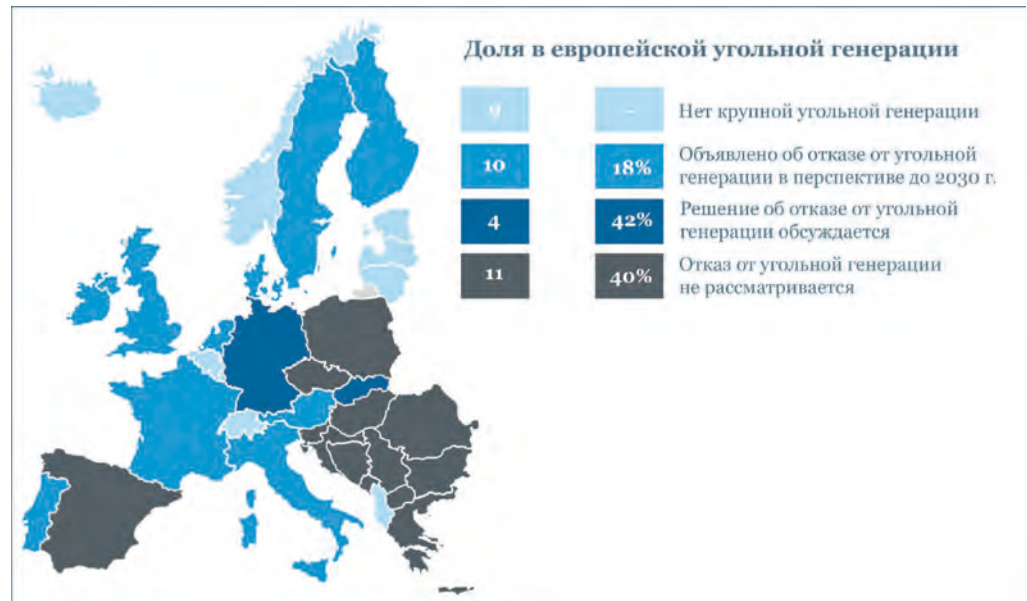 Доля в европейской угольной генерации
9 – Нет крупной угольной генерации
10 18% Объявлено об отказе от угольной
генерации в перспективе до 2030 г.
4 42% Решение об отказе от угольной
генерации обсуждается
11 40% Отказ от угольной генерации
не рассматривается